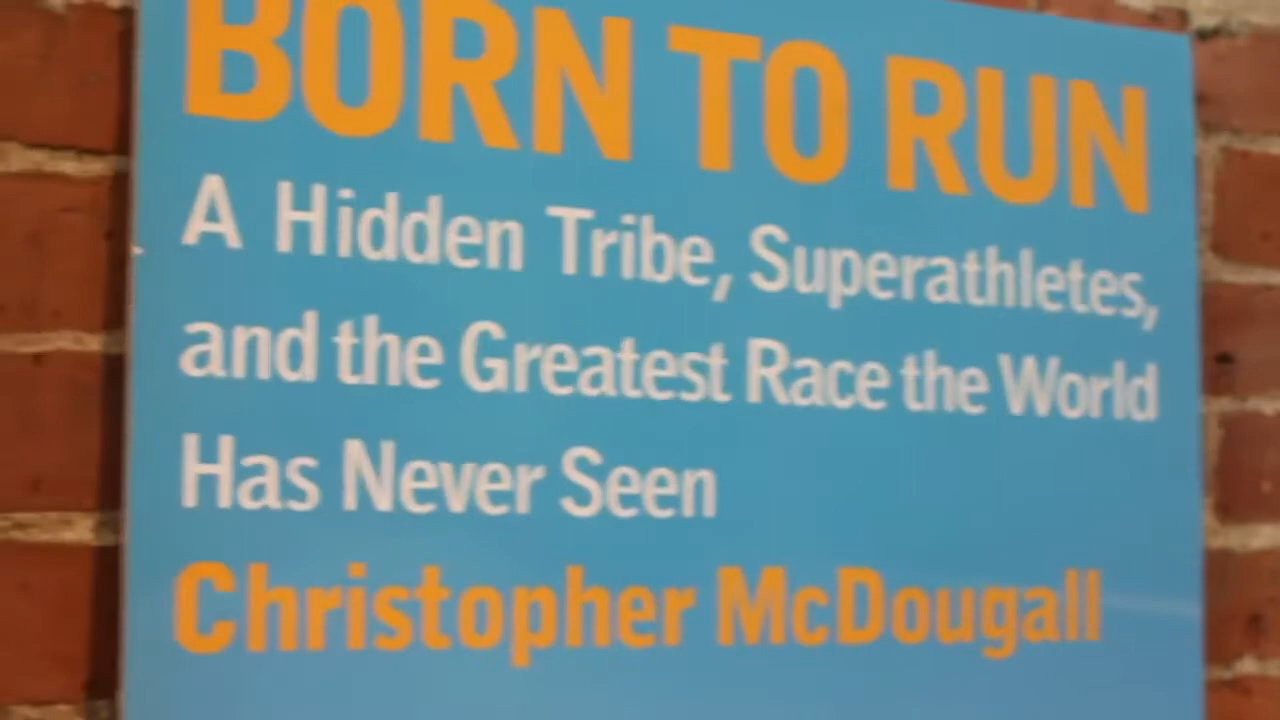 BORN TO RUN
A Hidden Tribe, Superathletes,
and the Greatest Race the World
Has Never Seen
Christopher McDougall